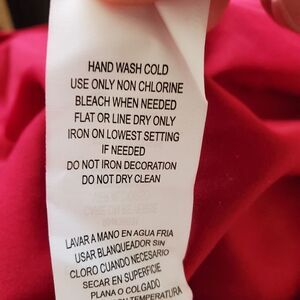 HAND WASH COLD
USE ONLY NON CHLORINE
BLEACH WHEN NEEDED
FLAT OR LINE DRY ONLY
IRON ON LOWEST SETTING
IF NEEDED
DO NOT IRON DECORATION
DO NOT DRY CLEAN
LAVAR A MANO EN AGUA FRIA
USAR BLANQUEADOR SIN
CLORO CUANDO NECESARIO
SECAR EN SUPERFICIE
PLANA O COLGADO
TEMPERATURA